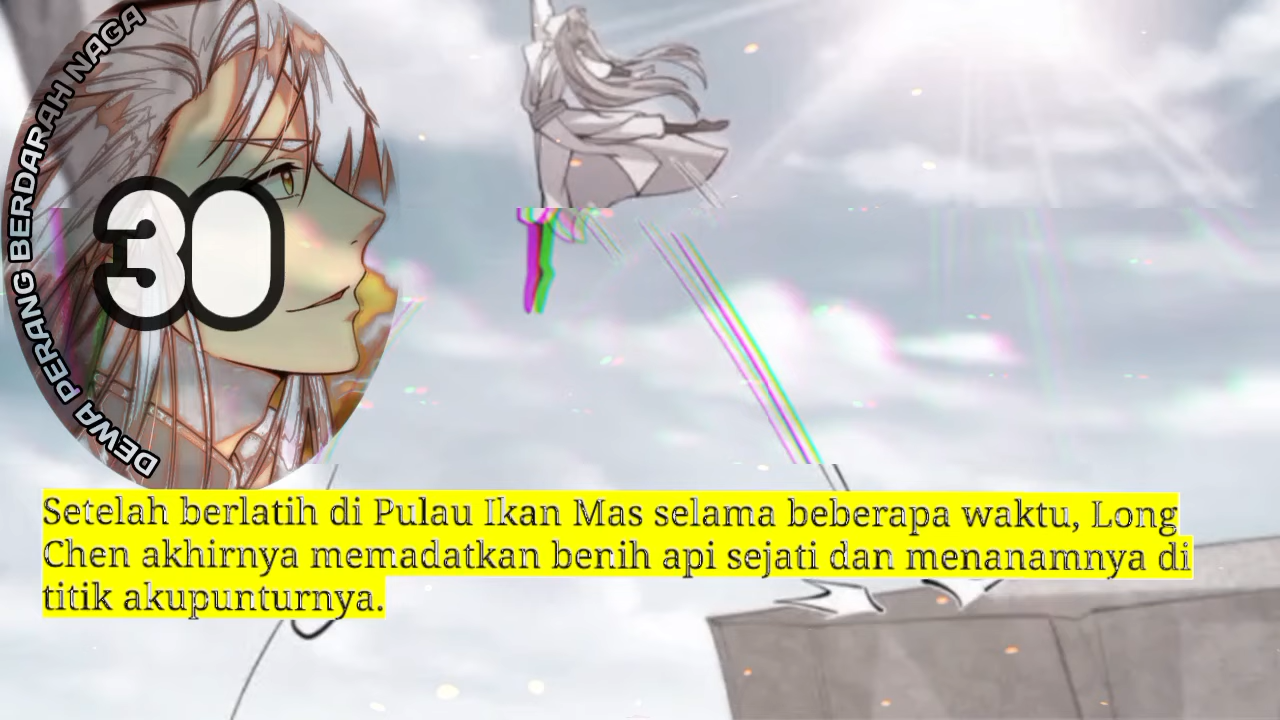 DEWA PERANG BERDARAH NAGA
30
Setelah berlatih di Pulau Ikan Mas selama beberapa waktu, Long
Chen akhirnya memadatkan benih api sejati dan menanamnya di
titik akupunturnya.